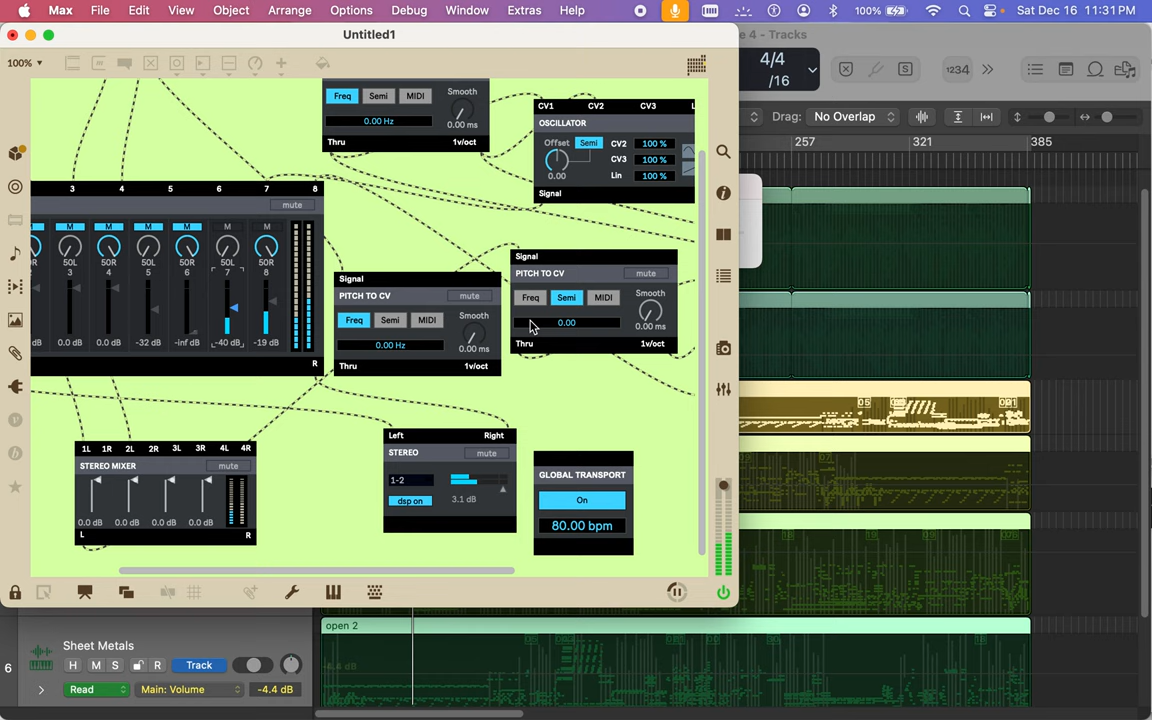 Max File Edit View Object Arrange Options Debug Window Extras Help 100% Sat Dec 16 11:31 PM
Untitled1
e 4 - Tracks
100%
4/4
/16
S
1234
Drag: No Overlap
257 321 385
Freq Semi MIDI
Smooth
0.00 Hz
0.00 ms
Thru 1v/oct
CV1 CV2 CV3 L
OSCILLATOR
Offset Semi CV2 100 %
CV3 100 %
0.00 Lin 100 %
Signal
3 4 5 6 7 8
mute
M M M M M
50L 50R 50L 50R 50L 50R
3 4 5 6 7 8
dB 0.0 dB 0.0 dB -32 dB -inf dB -40 dB -19 dB
R
Signal
PITCH TO CV mute
Freq Semi MIDI
Smooth
0.00 Hz
0.00 ms
Thru 1v/oct
Signal
PITCH TO CV mute
Freq Semi MIDI
Smooth
0.00
0.00 ms
Thru 1v/oct
1L 1R 2L 2R 3L 3R 4L 4R
STEREO MIXER mute
0.0 dB 0.0 dB 0.0 dB 0.0 dB
L R
Left Right
STEREO mute
1-2
dsp on
3.1 dB
GLOBAL TRANSPORT
On
80.00 bpm
open 2
6
Sheet Metals
H M S R Track
Read Main: Volume -4.4 dB